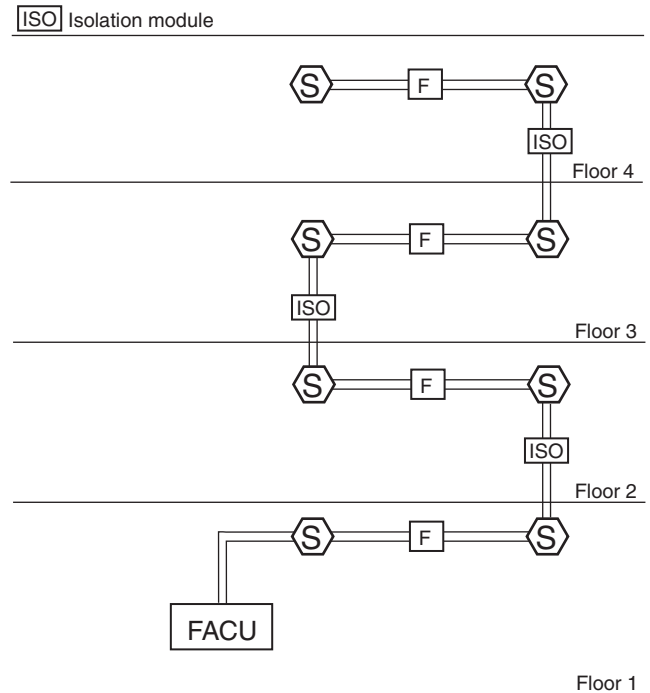 ISO Isolation module
S F S
ISO
Floor 4
S F S
ISO
Floor 3
S F S
ISO
Floor 2
S F S
FACU
Floor 1